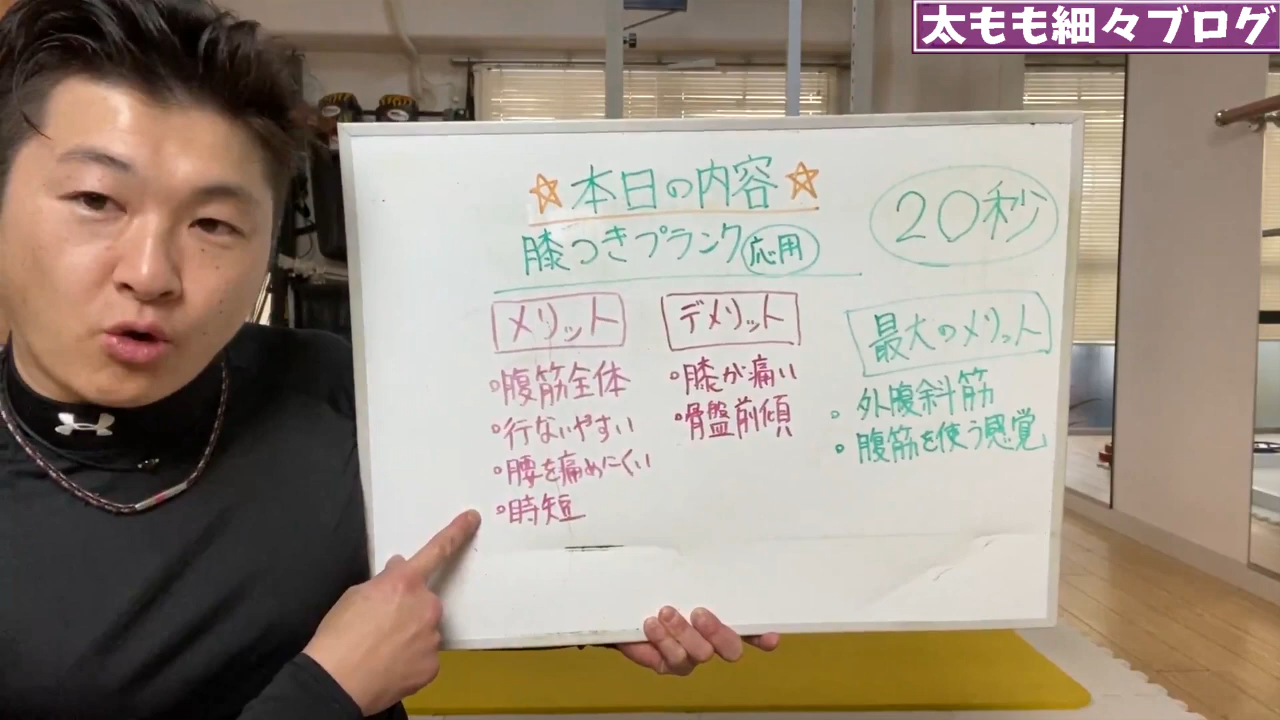 太もも細々ブログ
☆本日の内容☆
膝つきプランク 応用
20秒
メリット
・腹筋全体
・行ないやすい
・腰を痛めにくい
・時短
デメリット
・膝が痛い
・骨盤前傾
最大のメリット
・外腹斜筋
・腹筋を使う感覚